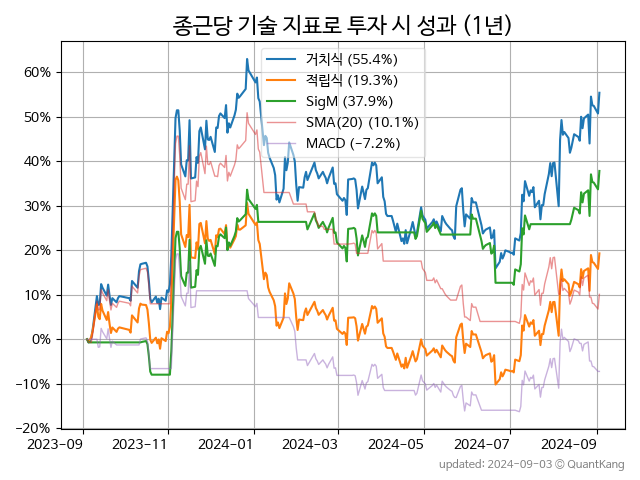 종근당 기술 지표로 투자 시 성과 (1년)
거치식 (55.4%)
적립식 (19.3%)
SigM (37.9%)
SMA(20) (10.1%)
MACD (−7.2%)
60%
50%
40%
30%
20%
10%
0%
−10%
−20%
2023-09 2023-11 2024-01 2024-03 2024-05 2024-07 2024-09
updated: 2024-09-03 © QuantKang